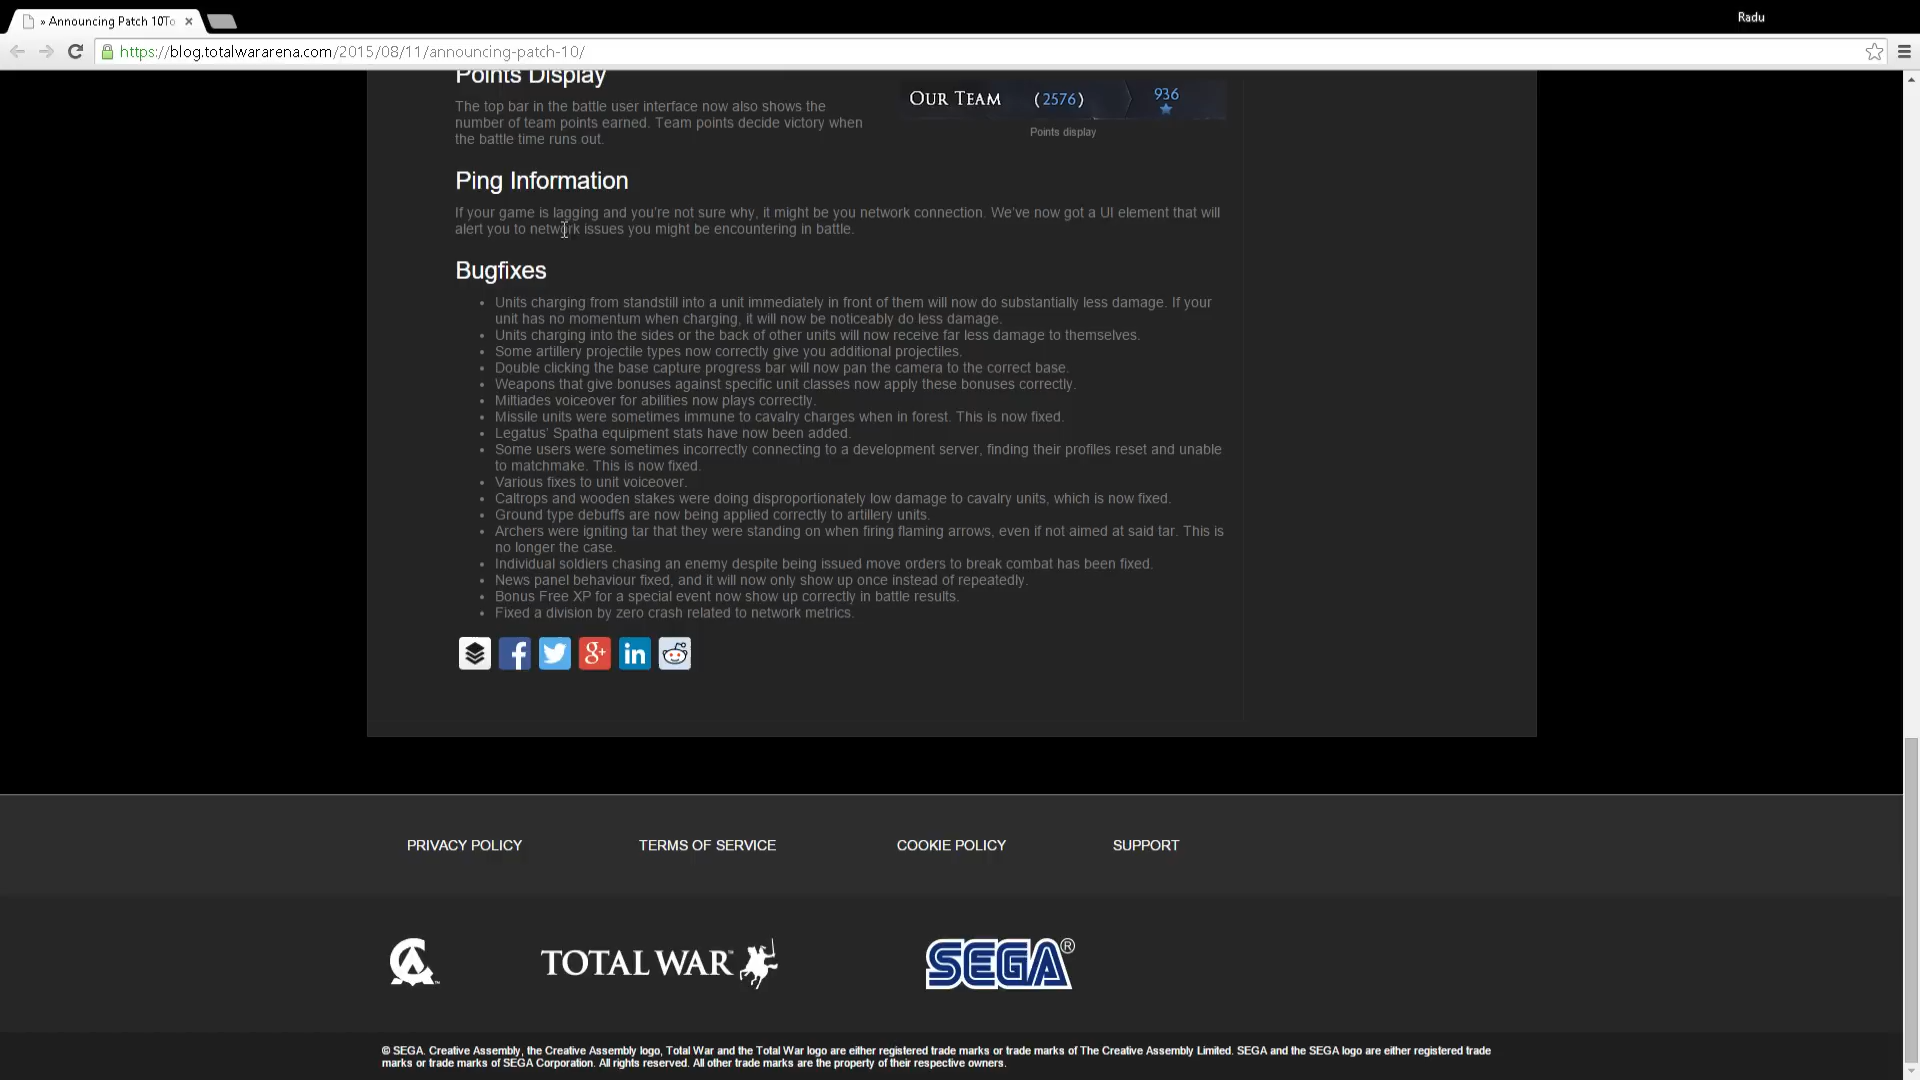 » Announcing Patch 10To
Radu
https://blog.totalwararena.com/2015/08/11/announcing-patch-10/
Points Display
The top bar in the battle user interface now also shows the
number of team points earned. Team points decide victory when
the battle time runs out.
OUR TEAM (2576) 936
Points display
Ping Information
If your game is lagging and you're not sure why, it might be you network connection. We've now got a UI element that will
alert you to network issues you might be encountering in battle.
Bugfixes
Units charging from standstill into a unit immediately in front of them will now do substantially less damage. If your
unit has no momentum when charging, it will now be noticeably do less damage.
Units charging into the sides or the back of other units will now receive far less damage to themselves.
Some artillery projectile types now correctly give you additional projectiles.
Double clicking the base capture progress bar will now pan the camera to the correct base.
Weapons that give bonuses against specific unit classes now apply these bonuses correctly.
Miltiades voiceover for abilities now plays correctly.
Missile units were sometimes immune to cavalry charges when in forest. This is now fixed.
Legatus' Spatha equipment stats have now been added.
Some users were sometimes incorrectly connecting to a development server, finding their profiles reset and unable
to matchmake. This is now fixed.
Various fixes to unit voiceover.
Caltrops and wooden stakes were doing disproportionately low damage to cavalry units, which is now fixed.
Ground type debuffs are now being applied correctly to artillery units.
Archers were igniting tar that they were standing on when firing flaming arrows, even if not aimed at said tar. This is
no longer the case.
Individual soldiers chasing an enemy despite being issued move orders to break combat has been fixed.
News panel behaviour fixed, and it will now only show up once instead of repeatedly.
Bonus Free XP for a special event now show up correctly in battle results.
Fixed a division by zero crash related to network metrics.
PRIVACY POLICY TERMS OF SERVICE COOKIE POLICY SUPPORT
CA™ TOTAL WAR™ SEGA®
© SEGA. Creative Assembly, the Creative Assembly logo, Total War and the Total War logo are either registered trade marks or trade marks of The Creative Assembly Limited. SEGA and the SEGA logo are either registered trade
marks or trade marks of SEGA Corporation. All rights reserved. All other trade marks are the property of their respective owners.